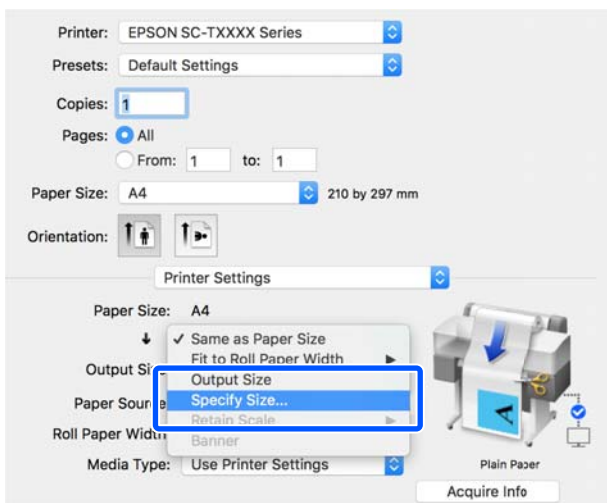 Printer: EPSON SC-TXXXX Series
Presets: Default Settings
Copies: 1
Pages: All
From: 1 to: 1
Paper Size: A4 210 by 297 mm
Orientation:
Printer Settings
Paper Size: A4
✓ Same as Paper Size
Fit to Roll Paper Width
Output Size
Output Size
Specify Size...
Paper Source
Retain Scale
Roll Paper Width
Banner
Media Type: Use Printer Settings
A
Plain Paper
Acquire Info